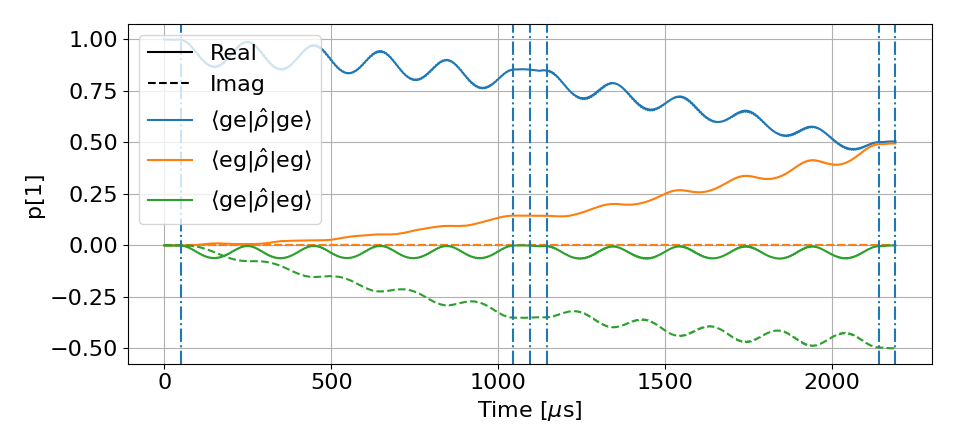 1.00
0.75
0.50
0.25
0.00
−0.25
−0.50
p[1]
Real
Imag
⟨ge|ρ̂|ge⟩
⟨eg|ρ̂|eg⟩
⟨ge|ρ̂|eg⟩
0 500 1000 1500 2000
Time [μs]